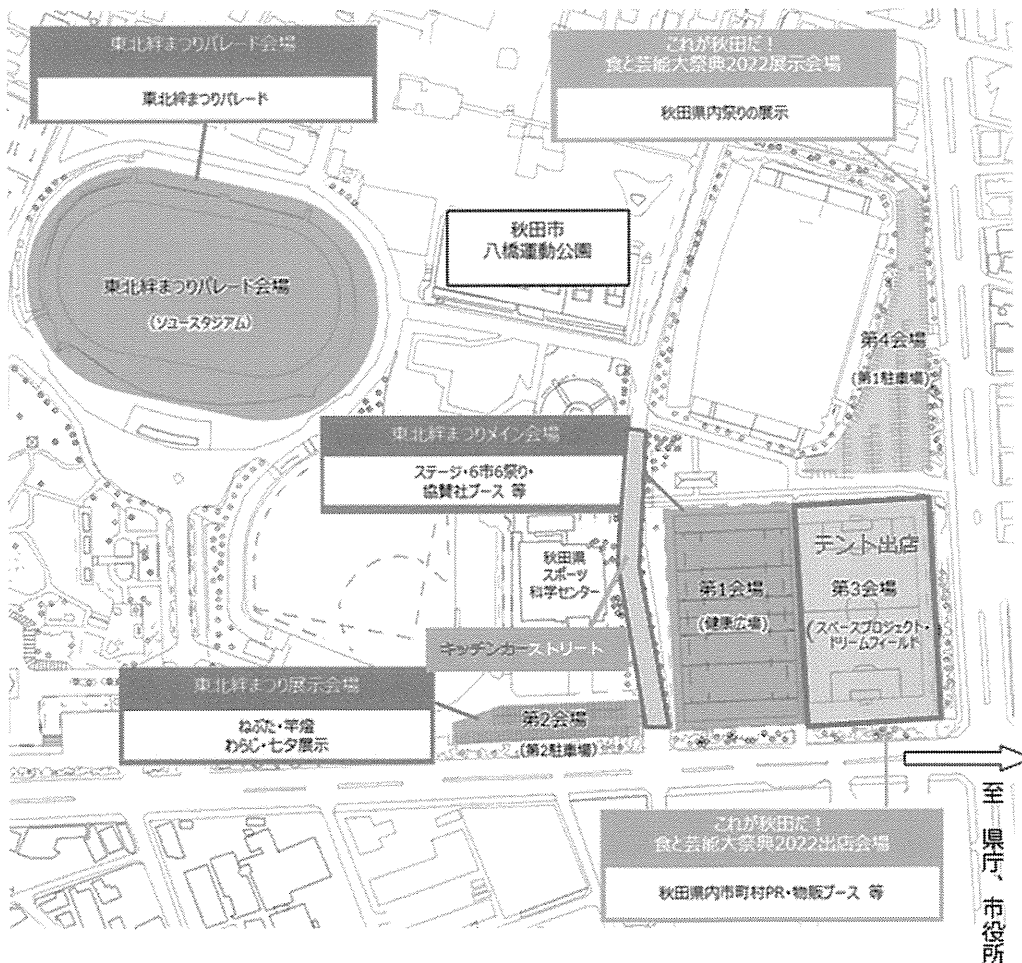 東北絆まつりパレード会場
東北絆まつりパレード
これが秋田だ！
食と芸能大祭典2022展示会場
秋田県内祭りの展示
秋田市
八橋運動公園
東北絆まつりパレード会場
(ソユースタジアム)
第4会場
(第1駐車場)
東北絆まつりメイン会場
ステージ・6市6祭り・
協賛社ブース 等
秋田県
スポーツ
科学センター
第1会場
(健康広場)
テント出店
第3会場
(スペースプロジェクト・
ドリームフィールド)
キッチンカーストリート
東北絆まつり展示会場
ねぶた・竿燈
わらじ・七夕展示
第2会場
(第2駐車場)
これが秋田だ！
食と芸能大祭典2022出店会場
秋田県内市町村PR・物販ブース 等
至 県庁、市役所